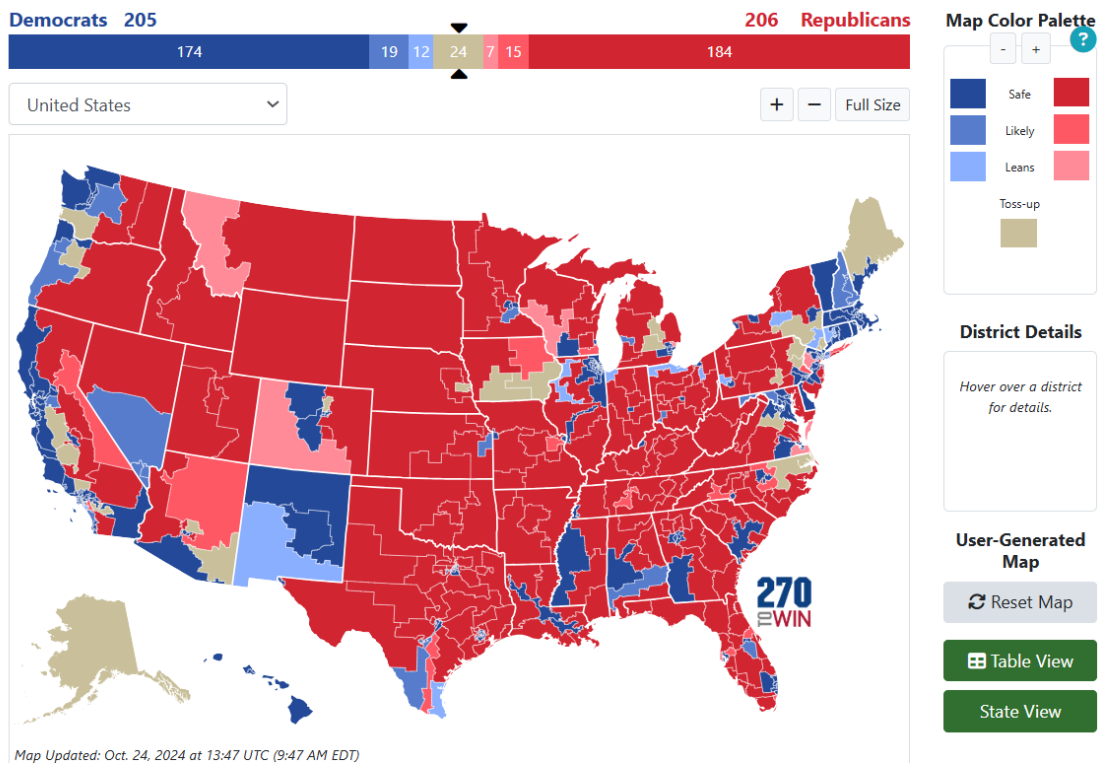 Democrats 205
206 Republicans
174 19 12 24 7 15 184
United States
+ − Full Size
270
TO WIN
Map Updated: Oct. 24, 2024 at 13:47 UTC (9:47 AM EDT)
Map Color Palette
- + ?
Safe
Likely
Leans
Toss-up
District Details
Hover over a district
for details.
User-Generated
Map
Reset Map
Table View
State View